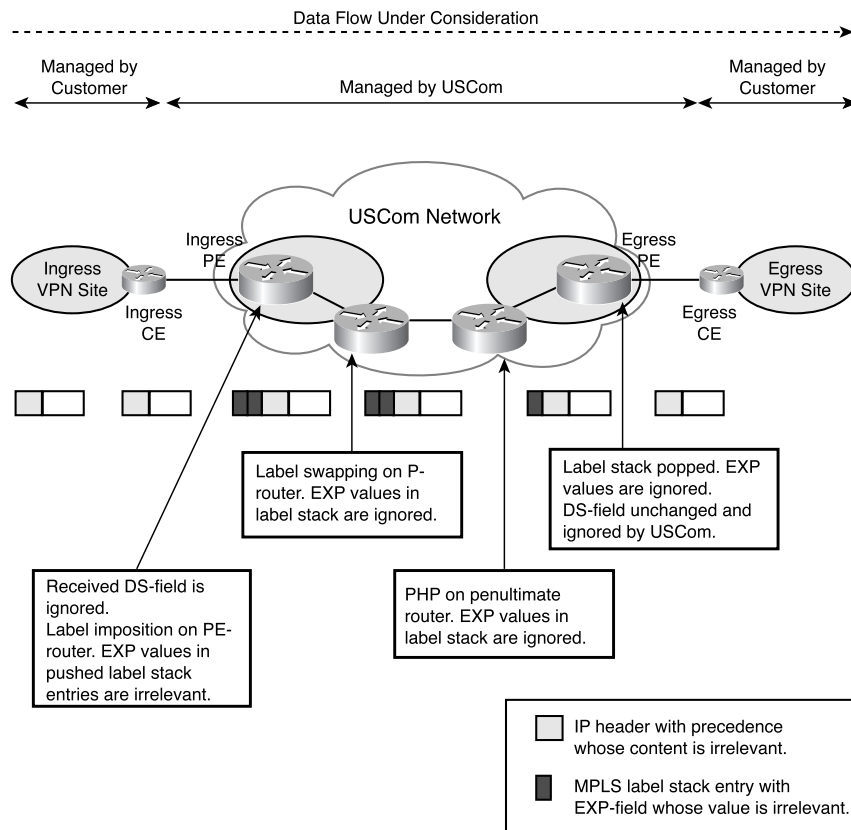 Data Flow Under Consideration
Managed by
Customer
Managed by USCom
Managed by
Customer
USCom Network
Ingress
PE
Egress
PE
Ingress
VPN Site
Ingress
CE
Egress
CE
Egress
VPN Site
Label swapping on P-
router. EXP values in
label stack are ignored.
Label stack popped. EXP
values are ignored.
DS-field unchanged and
ignored by USCom.
Received DS-field is
ignored.
Label imposition on PE-
router. EXP values in
pushed label stack
entries are irrelevant.
PHP on penultimate
router. EXP values in
label stack are ignored.
IP header with precedence
whose content is irrelevant.
MPLS label stack entry with
EXP-field whose value is irrelevant.